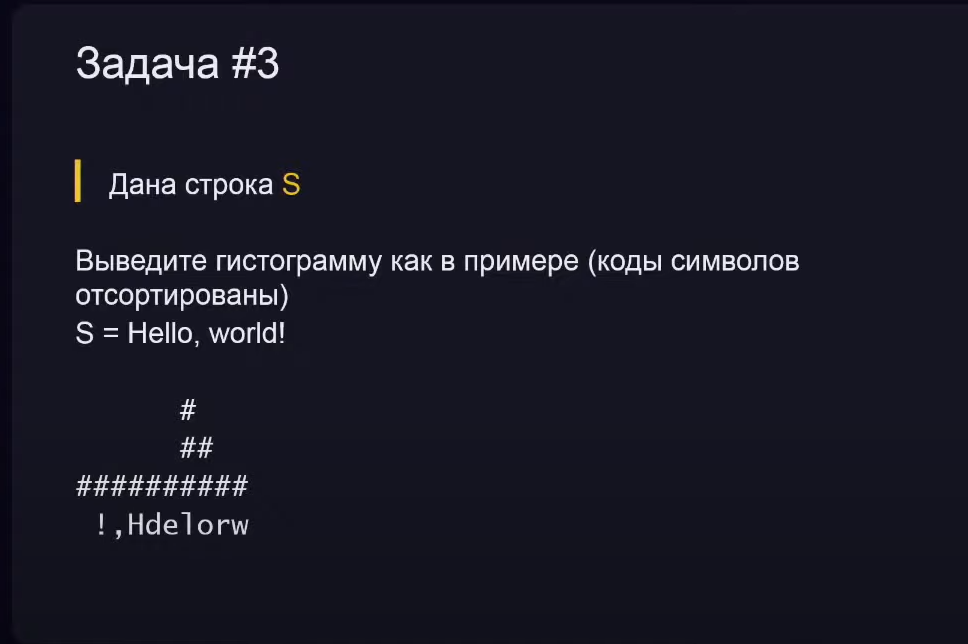 Задача #3
Дана строка S
Выведите гистограмму как в примере (коды символов
отсортированы)
S = Hello, world!
      #
      ##
##########
 !,Hdelorw